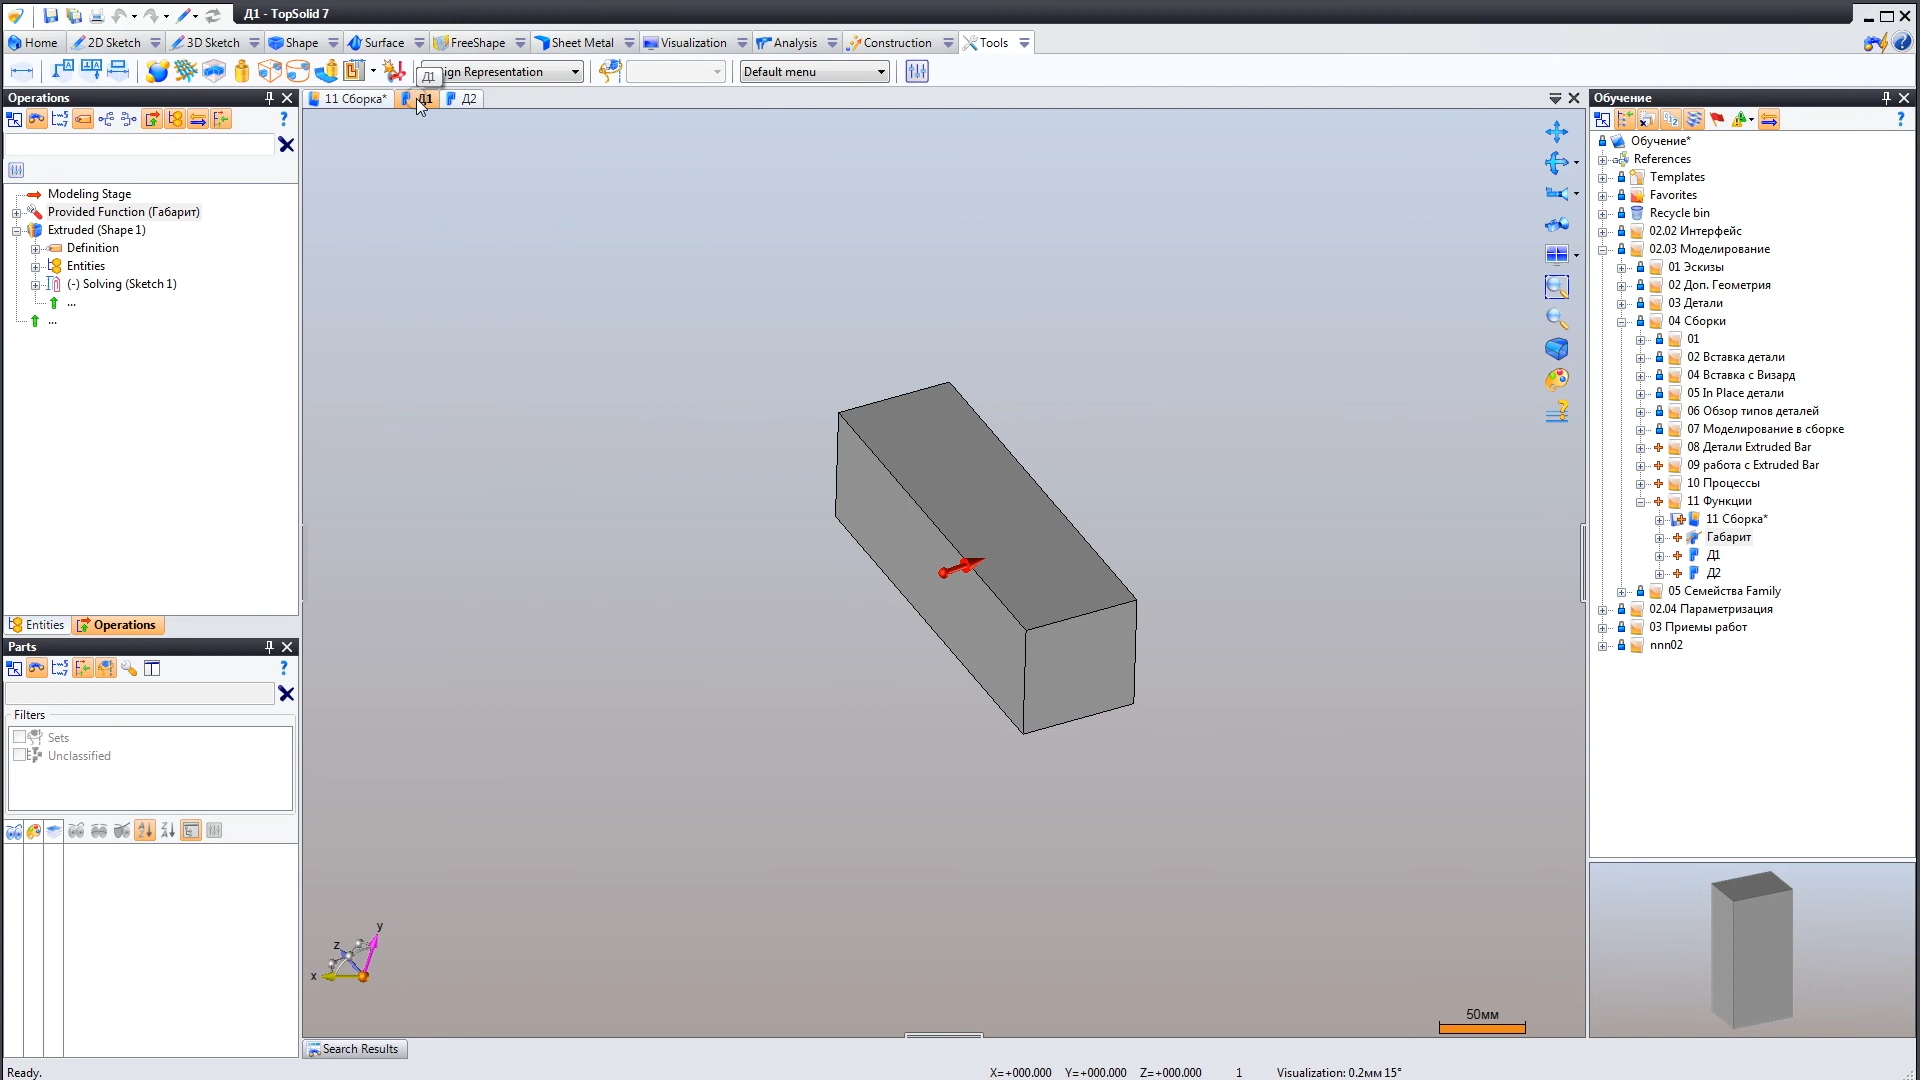 Д1 - TopSolid 7
Home 2D Sketch 3D Sketch Shape Surface FreeShape Sheet Metal Visualization Analysis Construction Tools
Representation Default menu
Д1
Operations
11 Сборка* Д1 Д2
Modeling Stage
Provided Function (Габарит)
Extruded (Shape 1)
Definition
Entities
(-) Solving (Sketch 1)
...
...
Entities Operations
Parts
Filters
Sets
Unclassified
y
z
x
50мм
Search Results
Обучение
Обучение*
References
Templates
Favorites
Recycle bin
02.02 Интерфейс
02.03 Моделирование
01 Эскизы
02 Доп. Геометрия
03 Детали
04 Сборки
01
02 Вставка детали
04 Вставка с Визард
05 In Place детали
06 Обзор типов деталей
07 Моделирование в сборке
08 Детали Extruded Bar
09 работа с Extruded Bar
10 Процессы
11 Функции
11 Сборка*
Габарит
Д1
Д2
05 Семейства Family
02.04 Параметризация
03 Приемы работ
nnn02
Ready.
X=+000.000 Y=+000.000 Z=+000.000 1 Visualization: 0.2мм 15°